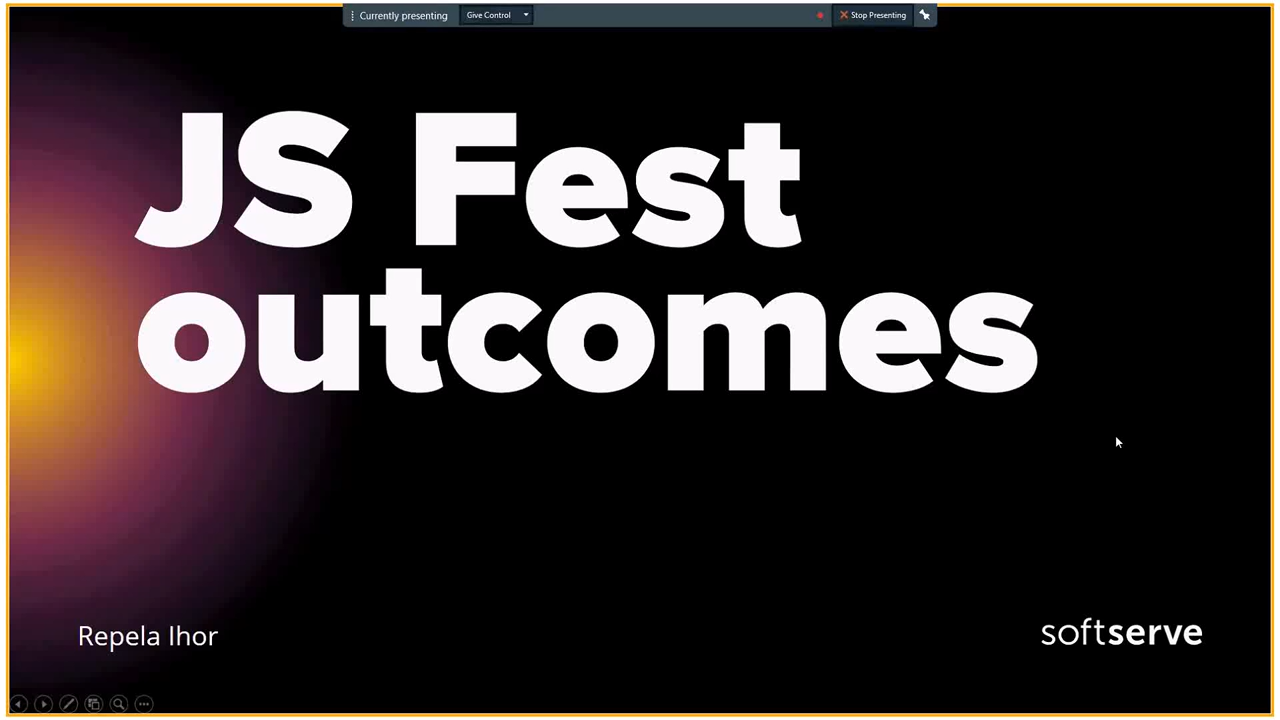 Currently presenting Give Control Stop Presenting
JS Fest
outcomes
Repela Ihor
softserve